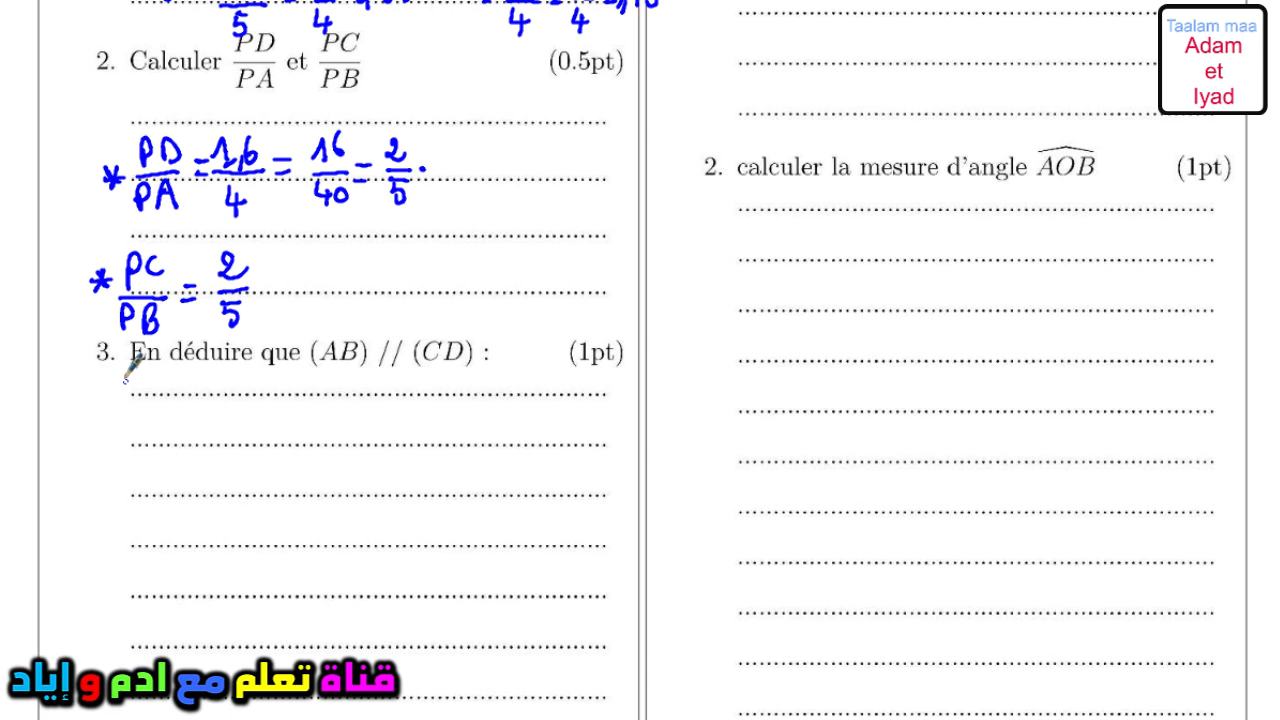 2. Calculer PD/PA et PC/PB (0.5pt)
* PD/PA = 1,6/4 = 16/40 = 2/5 .
* PC/PB = 2/5
3. En déduire que (AB) // (CD) : (1pt)
Taalam maa
Adam
et
Iyad
2. calculer la mesure d'angle AOB (1pt)
قناة تعلم مع ادم و إياد